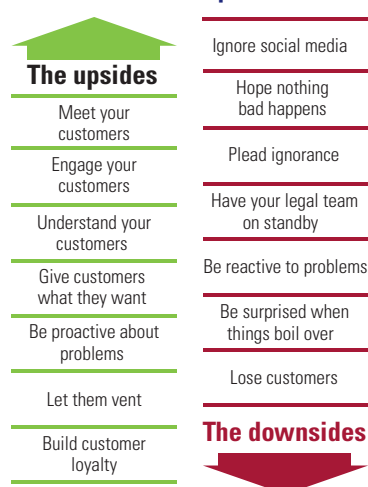 The upsides
Meet your
customers
Engage your
customers
Understand your
customers
Give customers
what they want
Be proactive about
problems
Let them vent
Build customer
loyalty
Ignore social media
Hope nothing
bad happens
Plead ignorance
Have your legal team
on standby
Be reactive to problems
Be surprised when
things boil over
Lose customers
The downsides